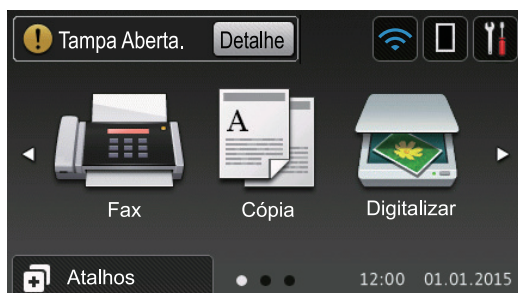 Tampa Aberta. Detalhe
A
Fax Cópia Digitalizar
Atalhos 12:00 01.01.2015